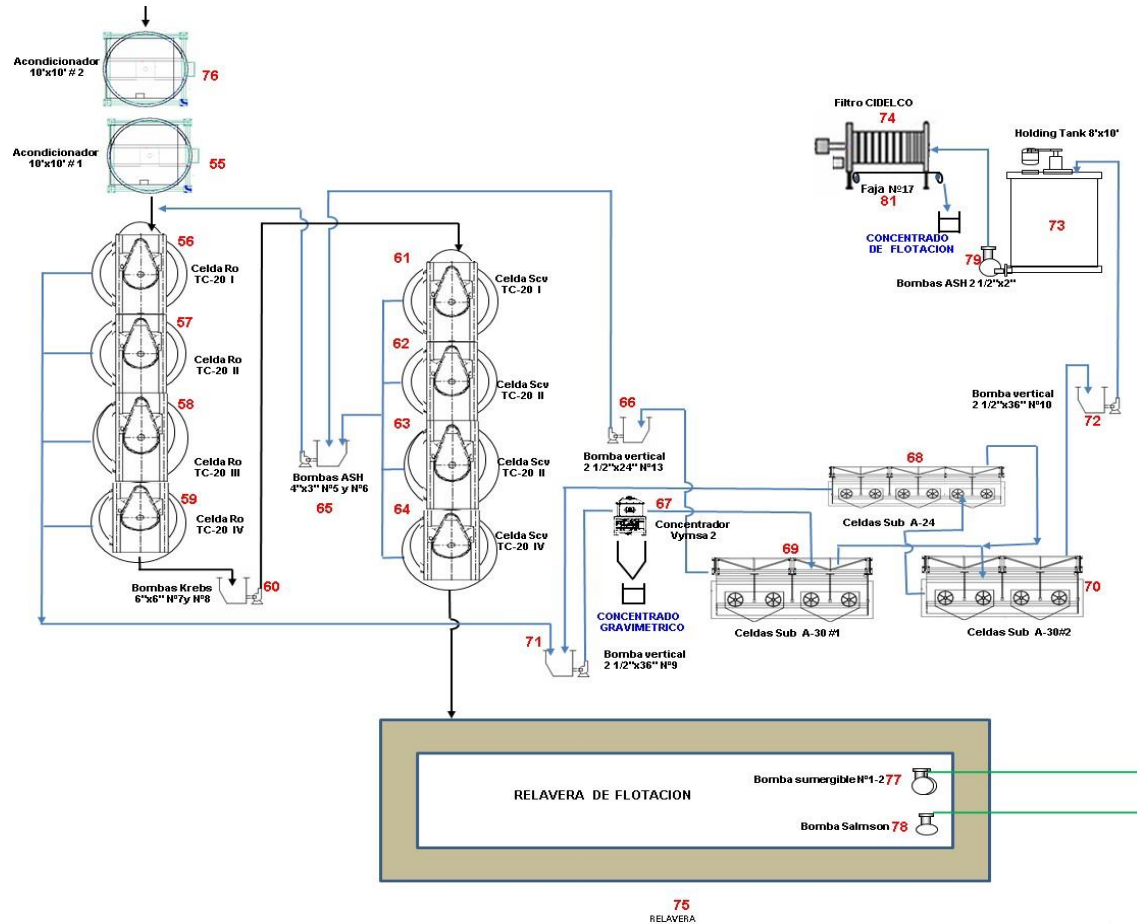 Acondicionador
10'x10' # 2
76
Acondicionador
10'x10' # 1
55
56
Celda Ro
TC-20 I
57
Celda Ro
TC-20 II
58
Celda Ro
TC-20 III
59
Celda Ro
TC-20 IV
Bombas Krebs
6"x6" Nº7y Nº8
60
61
Celda Scv
TC-20 I
62
Celda Scv
TC-20 II
63
Celda Scv
TC-20 II
64
Celda Scv
TC-20 IV
Bombas ASH
4"x3" Nº5 y Nº6
65
66
Bomba vertical
2 1/2"x24" Nº13
67
Concentrador
Vymsa 2
CONCENTRADO
GRAVIMETRICO
71
Bomba vertical
2 1/2"x36" Nº9
Filtro CIDELCO
74
Faja Nº17
81
CONCENTRADO
DE FLOTACION
Holding Tank 8'x10'
73
79
Bombas ASH 2 1/2"x2"
Bomba vertical
2 1/2"x36" Nº10
72
68
Celdas Sub A-24
69
Celdas Sub A-30 #1
70
Celdas Sub A-30#2
RELAVERA DE FLOTACION
Bomba sumergible Nº1-2 77
Bomba Salmson 78
75
RELAVERA